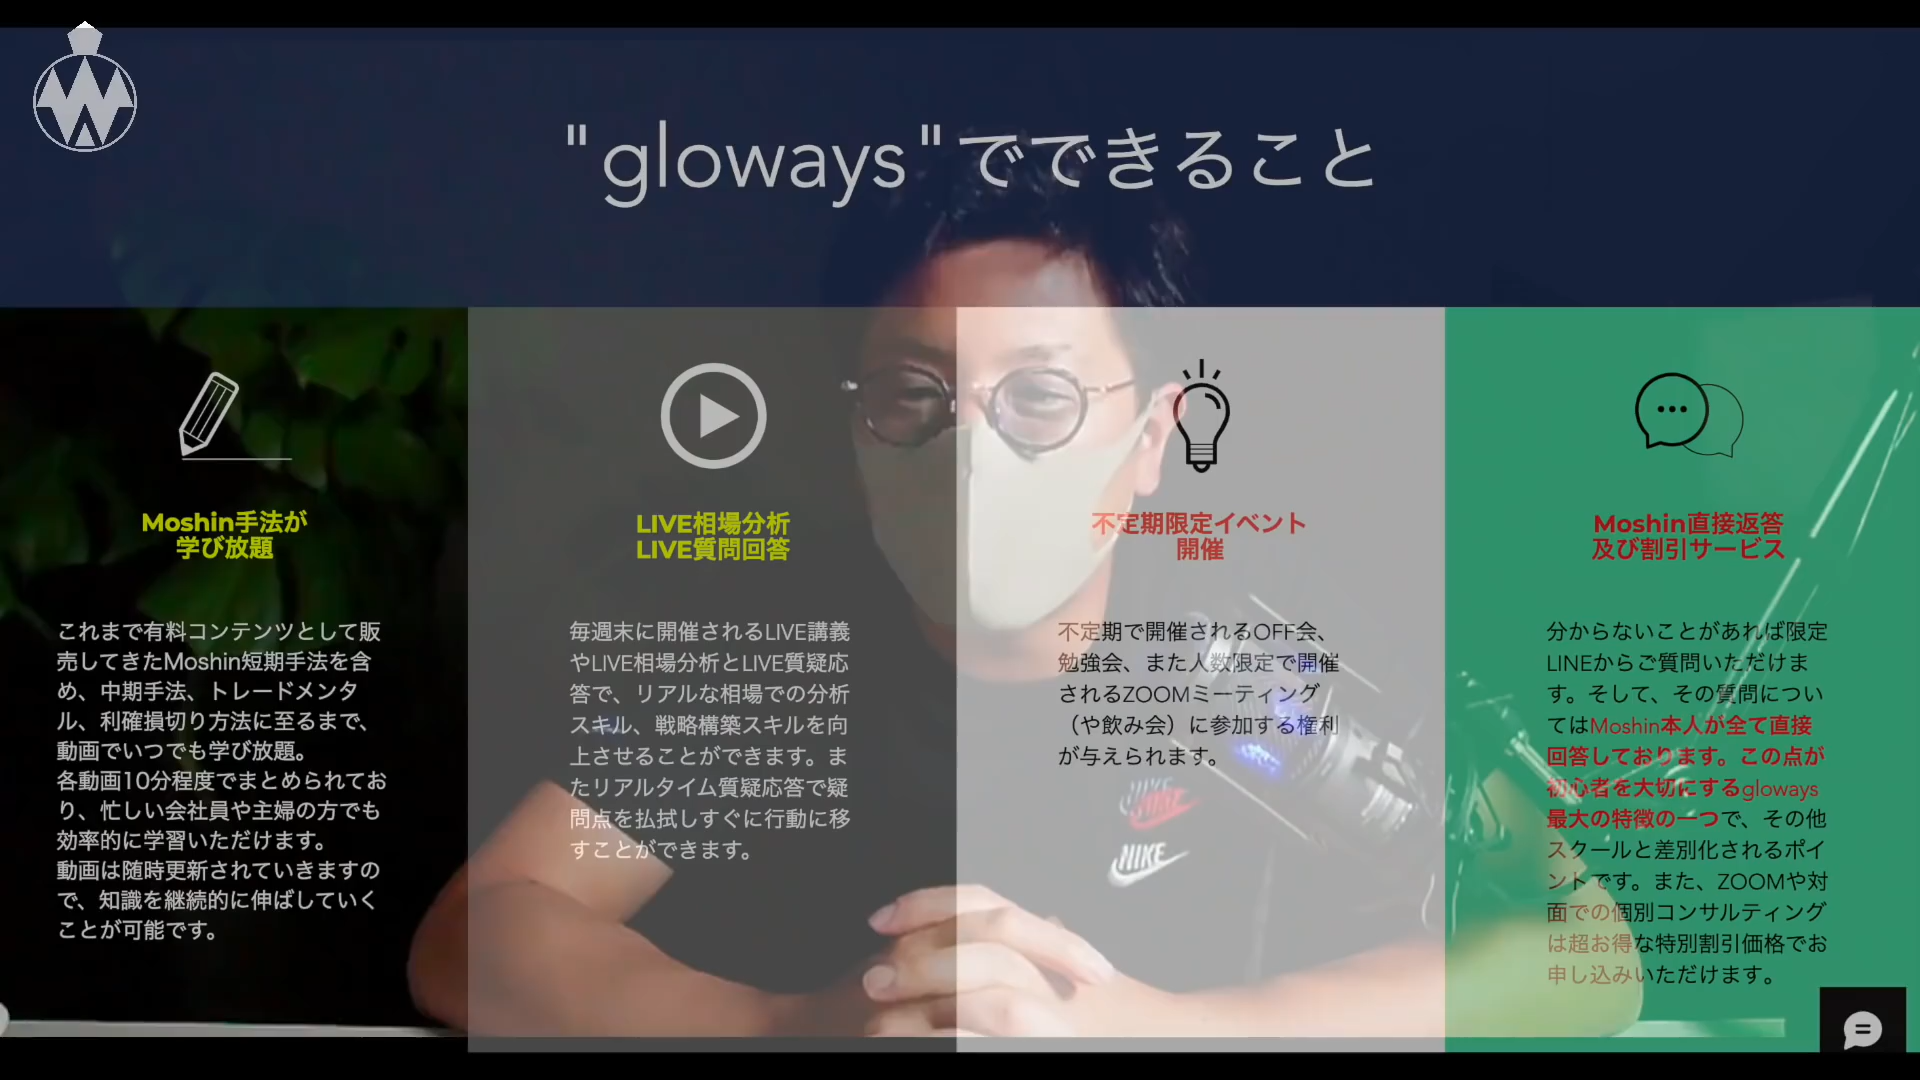 "gloways"でできること
Moshin手法が
学び放題
これまで有料コンテンツとして販
売してきたMoshin短期手法を含
め、中期手法、トレードメンタ
ル、利確損切り方法に至るまで、
動画でいつでも学び放題。
各動画10分程度でまとめられてお
り、忙しい会社員や主婦の方でも
効率的に学習いただけます。
動画は随時更新されていきますの
で、知識を継続的に伸ばしていく
ことが可能です。
LIVE相場分析
LIVE質問回答
毎週末に開催されるLIVE講義
やLIVE相場分析とLIVE質疑応
答で、リアルな相場での分析
スキル、戦略構築スキルを向
上させることができます。ま
たリアルタイム質疑応答で疑
問点を払拭しすぐに行動に移
すことができます。
不定期限定イベント
開催
不定期で開催されるOFF会、
勉強会、また人数限定で開催
されるZOOMミーティング
（や飲み会）に参加する権利
が与えられます。
NIKE
NIKE
Moshin直接返答
及び割引サービス
分からないことがあれば限定
LINEからご質問いただけま
す。そして、その質問につい
てはMoshin本人が全て直接
回答しております。この点が
初心者を大切にするgloways
最大の特徴の一つで、その他
スクールと差別化されるポイ
ントです。また、ZOOMや対
面での個別コンサルティング
は超お得な特別割引価格でお
申し込みいただけます。